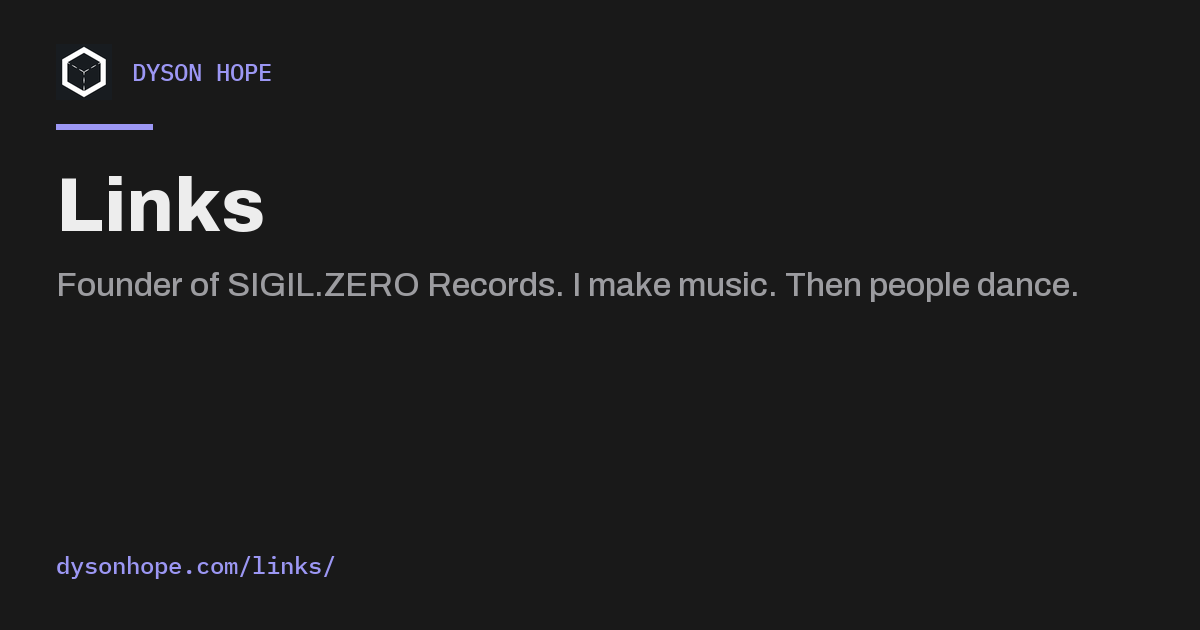 DYSON HOPE
Links
Founder of SIGIL.ZERO Records. I make music. Then people dance.
dysonhope.com/links/